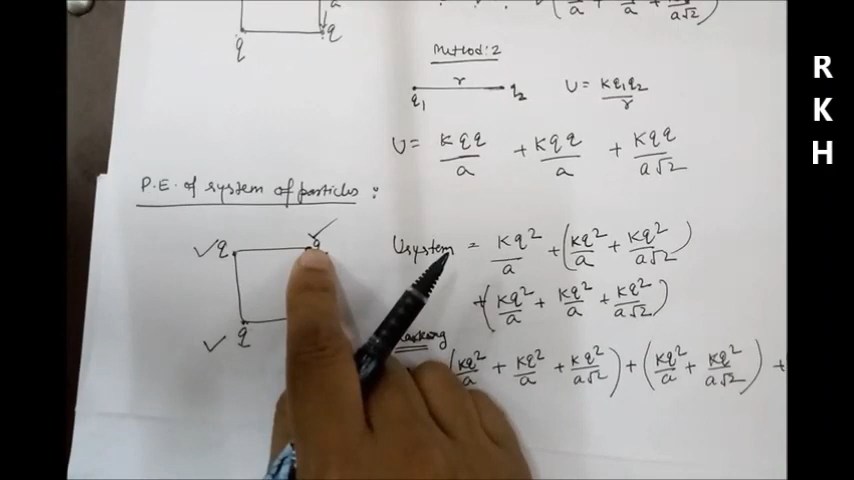 q
a
q
a
a
a√2
Method:2
r
q1
q2
U = Kq1q2/r
U = Kqq/a + Kqq/a + Kqq/a√2
P.E. of system of particles :
q
q
q
Usystem = Kq²/a + (Kq²/a + Kq²/a√2)
+(Kq²/a + Kq²/a + Kq²/a√2)
(Kq²/a + Kq²/a + Kq²/a√2) + (Kq²/a + Kq²/a√2) +
R
K
H